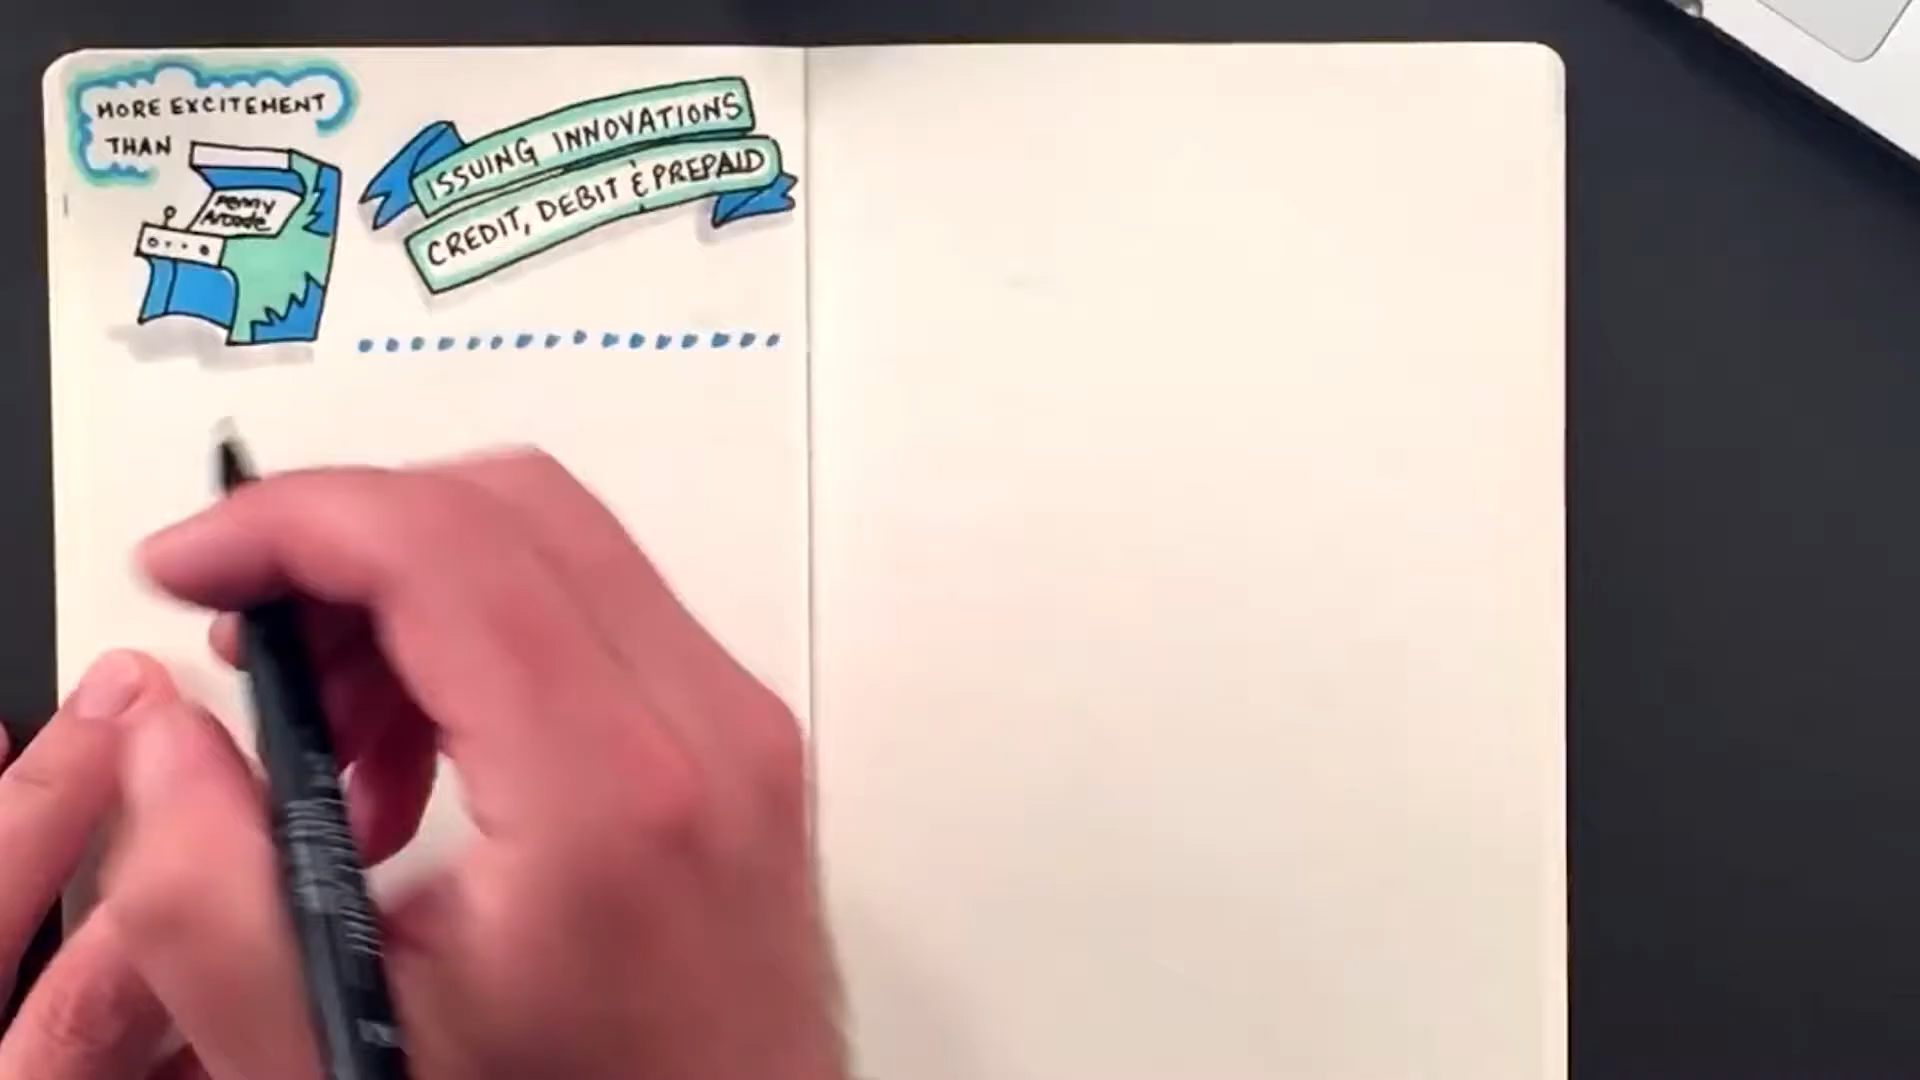 MORE EXCITEMENT
THAN
Penny
Arcade
ISSUING INNOVATIONS
CREDIT, DEBIT & PREPAID